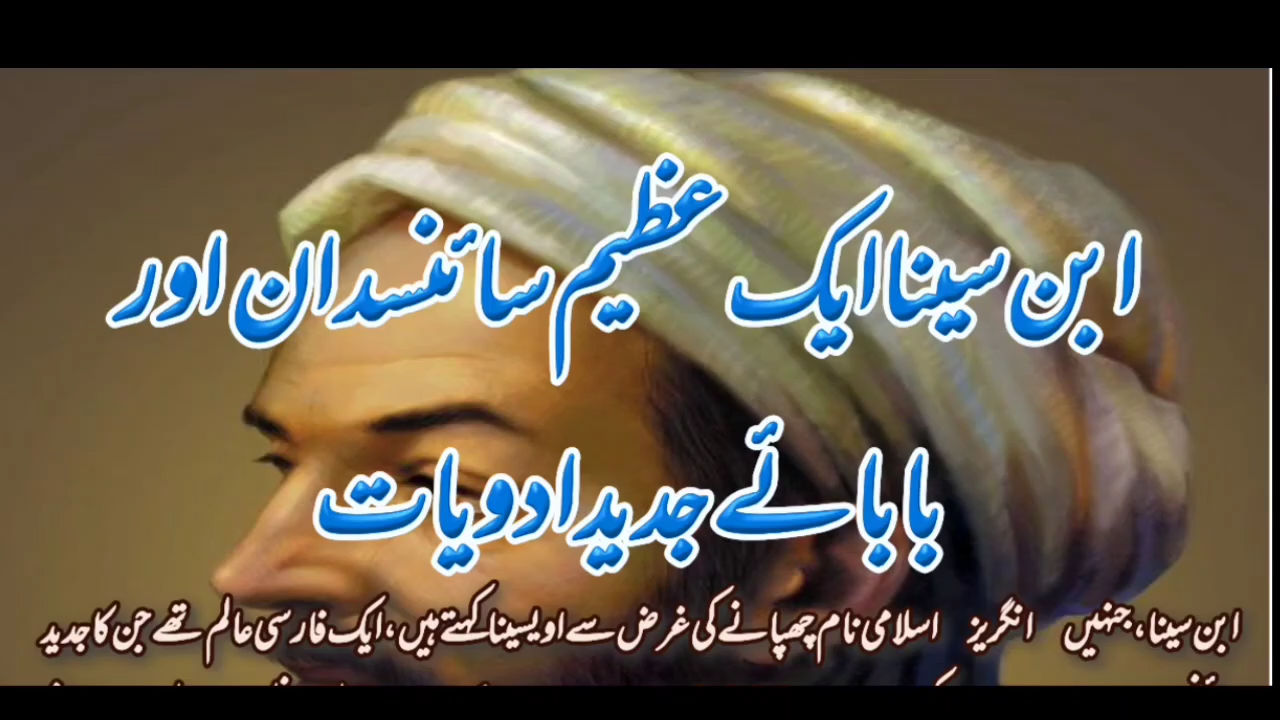 ابن سینا ایک عظیم سائنسدان اور
بابائے جدید ادویات
ابن سینا، جنہیں انگریز اسلامی نام چھپانے کی غرض سے اویسینا کہتے ہیں، ایک فارسی عالم تھے جن کا جدید